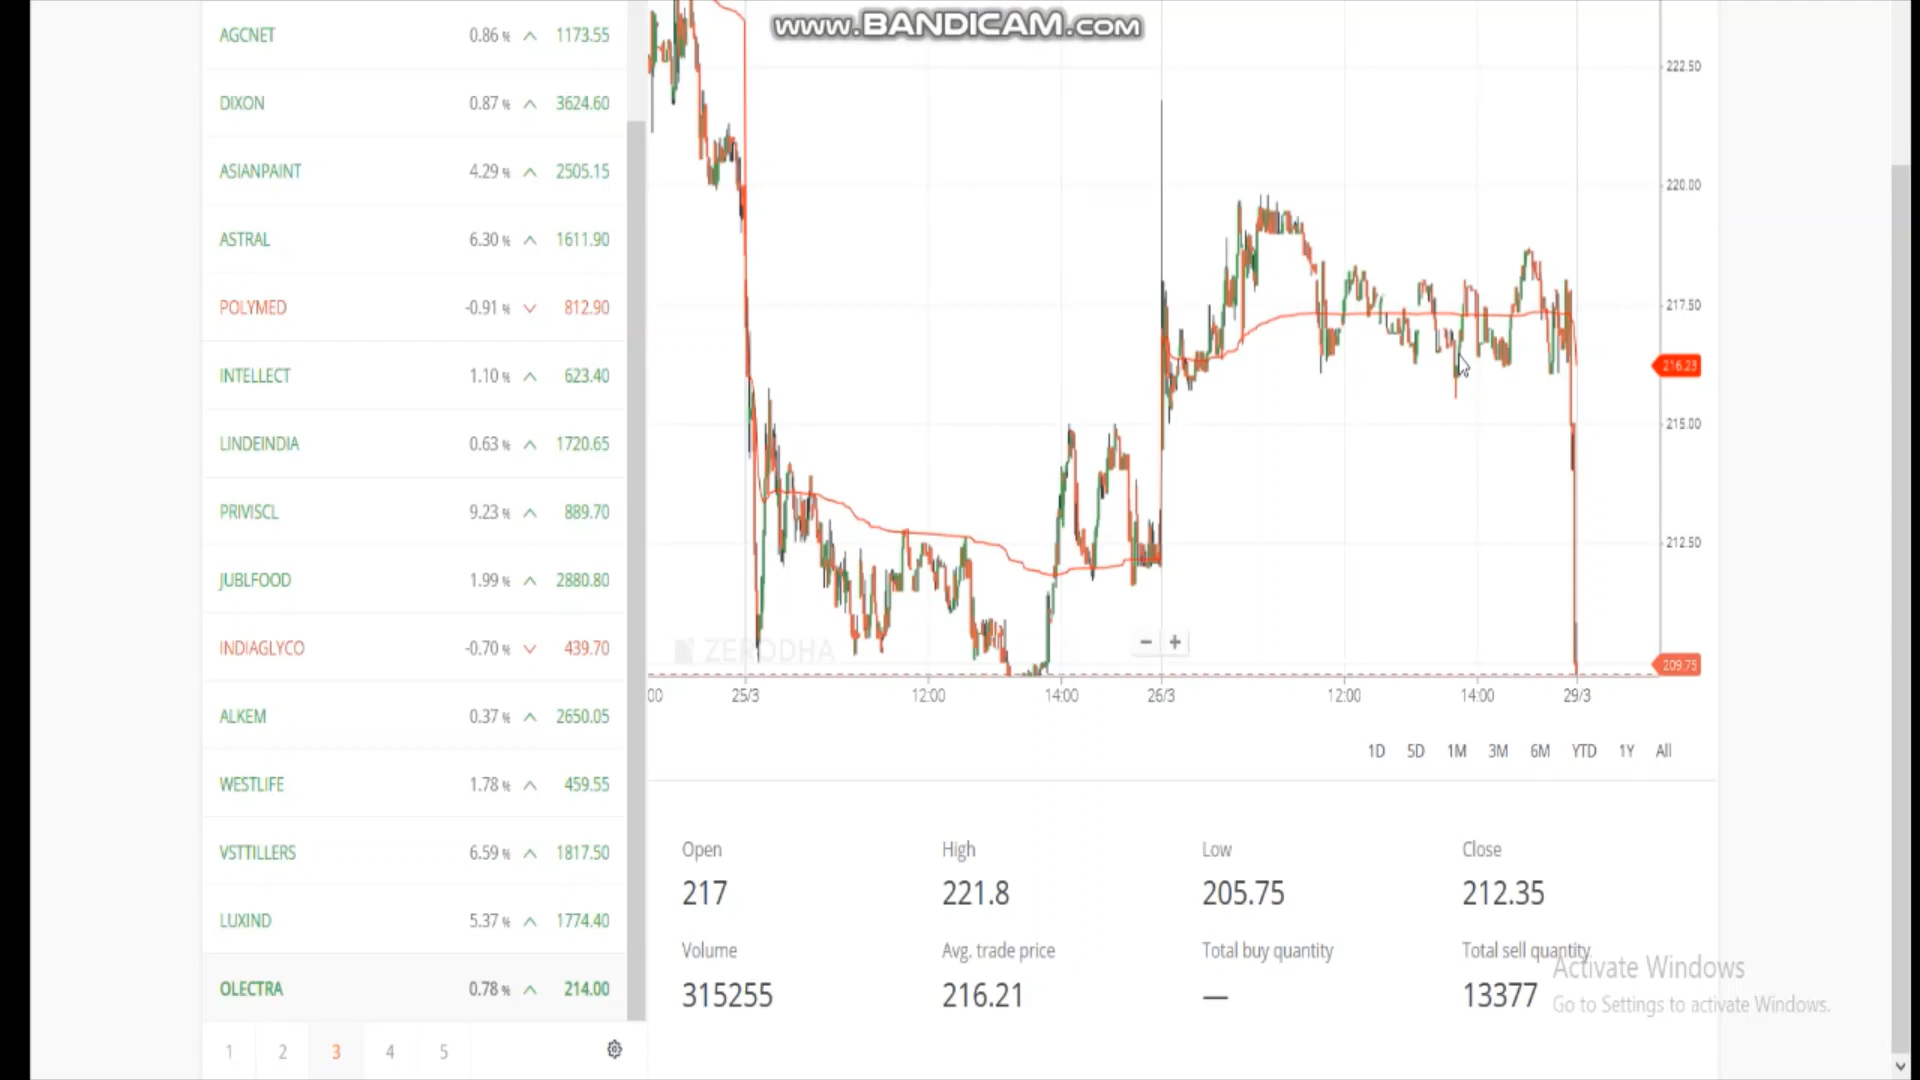 www.BANDICAM.com
AGCNET 0.86 % 1173.55
DIXON 0.87 % 3624.60
ASIANPAINT 4.29 % 2505.15
ASTRAL 6.30 % 1611.90
POLYMED -0.91 % 812.90
INTELLECT 1.10 % 623.40
LINDEINDIA 0.63 % 1720.65
PRIVISCL 9.23 % 889.70
JUBLFOOD 1.99 % 2880.80
INDIAGLYCO -0.70 % 439.70
ALKEM 0.37 % 2650.05
WESTLIFE 1.78 % 459.55
VSTTILLERS 6.59 % 1817.50
LUXIND 5.37 % 1774.40
OLECTRA 0.78 % 214.00
1 2 3 4 5
222.50
220.00
217.50
216.23
215.00
212.50
209.75
ZERODHA
− +
00 25/3 12:00 14:00 26/3 12:00 14:00 29/3
1D 5D 1M 3M 6M YTD 1Y All
Open High Low Close
217 221.8 205.75 212.35
Volume Avg. trade price Total buy quantity Total sell quantity
315255 216.21 — 13377
Activate Windows
Go to Settings to activate Windows.